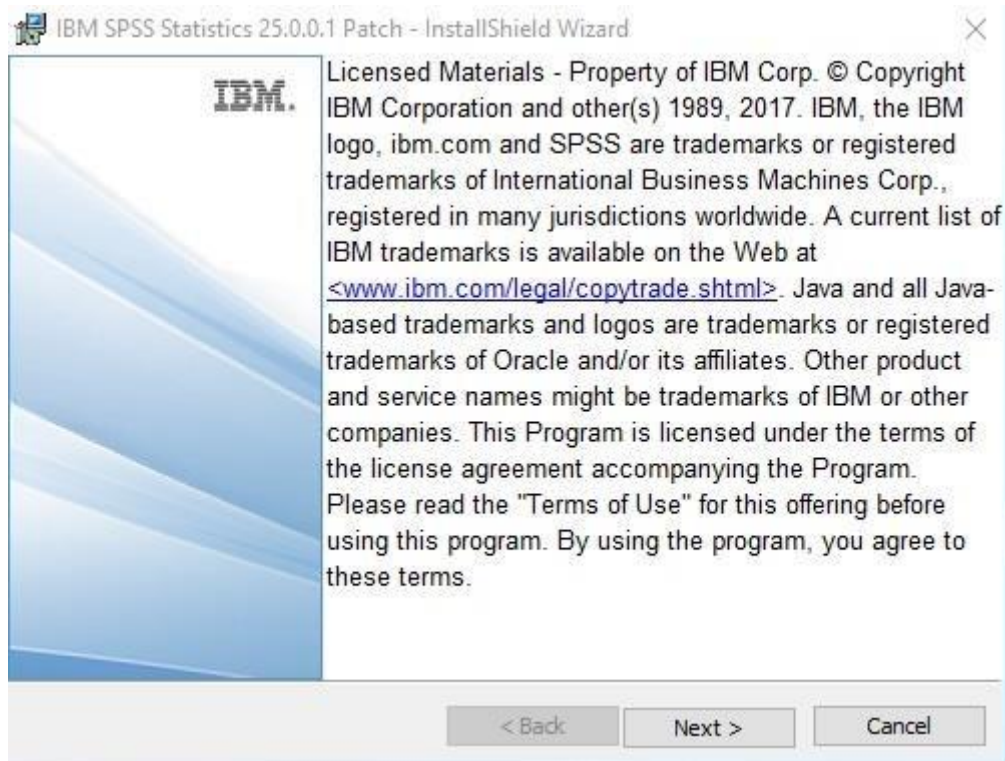 IBM SPSS Statistics 25.0.0.1 Patch - InstallShield Wizard
IBM.
Licensed Materials - Property of IBM Corp. © Copyright
IBM Corporation and other(s) 1989, 2017. IBM, the IBM
logo, ibm.com and SPSS are trademarks or registered
trademarks of International Business Machines Corp.,
registered in many jurisdictions worldwide. A current list of
IBM trademarks is available on the Web at
<www.ibm.com/legal/copytrade.shtml>. Java and all Java-
based trademarks and logos are trademarks or registered
trademarks of Oracle and/or its affiliates. Other product
and service names might be trademarks of IBM or other
companies. This Program is licensed under the terms of
the license agreement accompanying the Program.
Please read the "Terms of Use" for this offering before
using this program. By using the program, you agree to
these terms.
< Back Next > Cancel